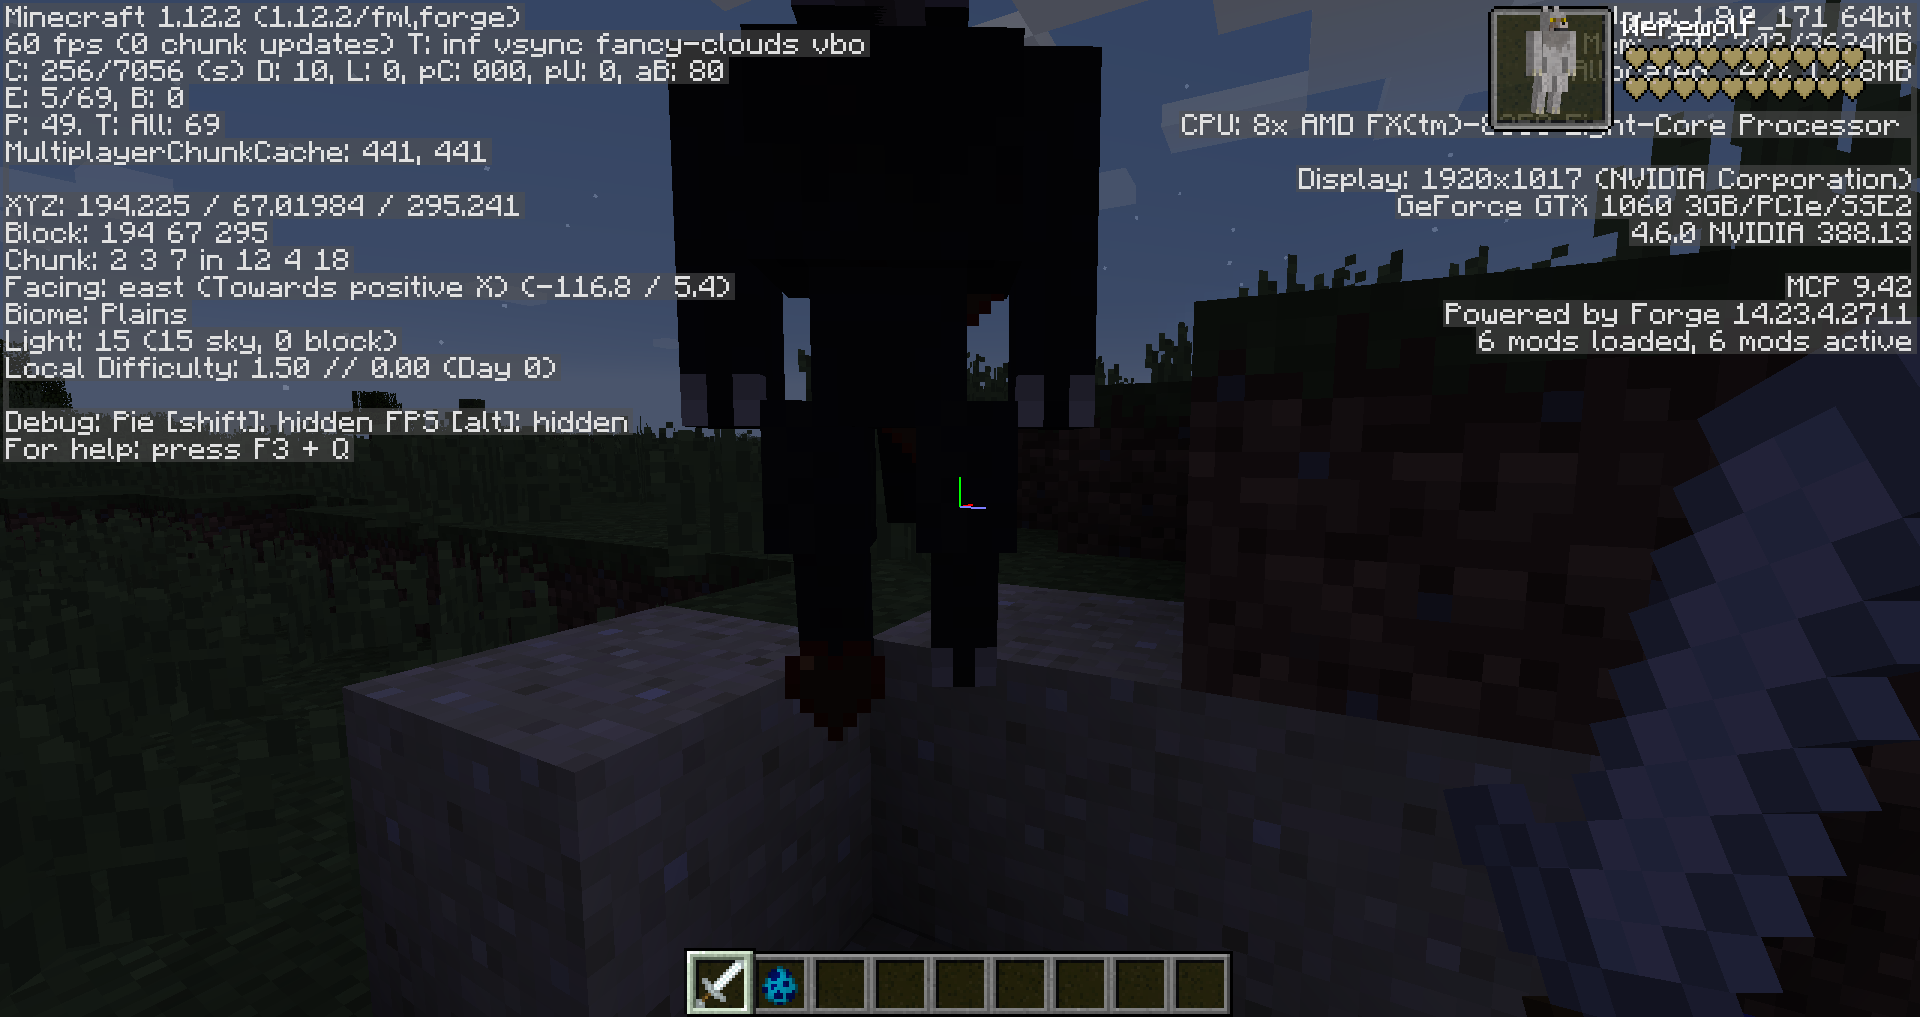 Minecraft 1.12.2 (1.12.2/fml,forge)
60 fps (0 chunk updates) T: inf vsync fancy-clouds vbo
C: 256/7056 (s) D: 10, L: 0, pC: 000, pU: 0, aB: 80
E: 5/69, B: 0
P: 49. T: All: 69
MultiplayerChunkCache: 441, 441
XYZ: 194.225 / 67.01984 / 295.241
Block: 194 67 295
Chunk: 2 3 7 in 12 4 18
Facing: east (Towards positive X) (-116.8 / 5.4)
Biome: Plains
Light: 15 (15 sky, 0 block)
Local Difficulty: 1.50 // 0.00 (Day 0)
Debug: Pie [shift]: hidden FPS [alt]: hidden
For help: press F3 + Q
64bit
Werewolf
CPU: 8x AMD FX(tm)- Core Processor
Display: 1920x1017 (NVIDIA Corporation)
GeForce GTX 1060 3GB/PCIe/SSE2
4.6.0 NVIDIA 388.13
MCP 9.42
Powered by Forge 14.23.4.2711
6 mods loaded, 6 mods active